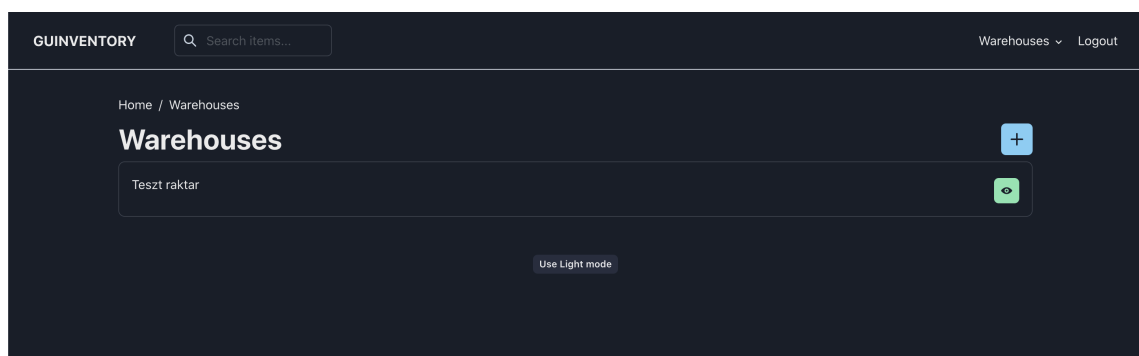 GUINVENTORY Search items... Warehouses Logout
Home / Warehouses
Warehouses
Teszt raktar
Use Light mode